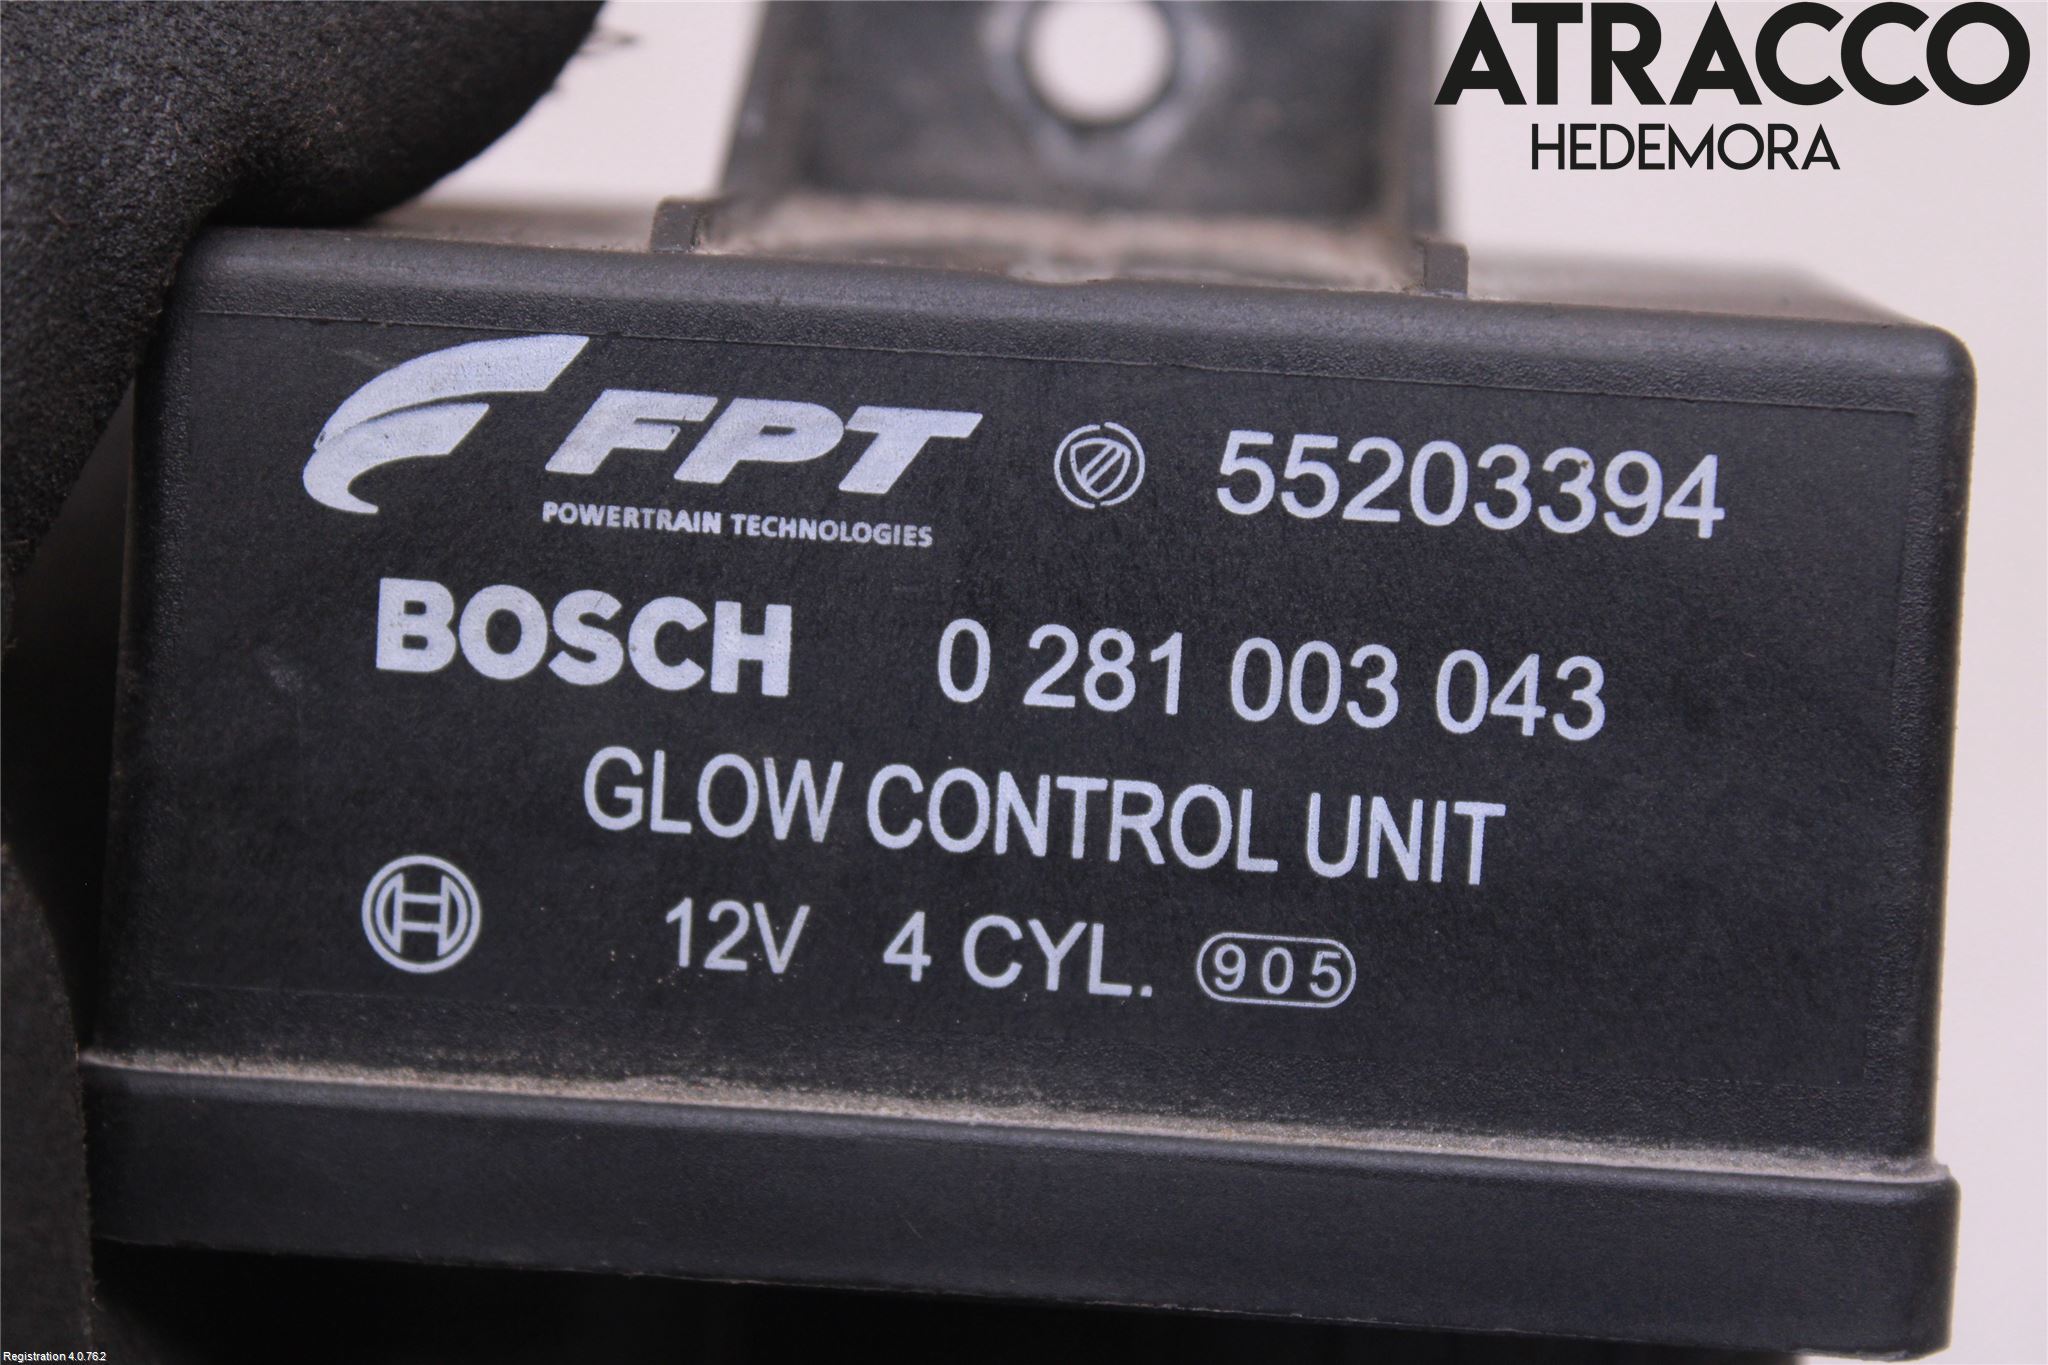 ATRACCO
HEDEMORA
FPT 55203394
POWERTRAIN TECHNOLOGIES
BOSCH 0 281 003 043
GLOW CONTROL UNIT
12V 4 CYL. 905
Registration 4.0.76.2